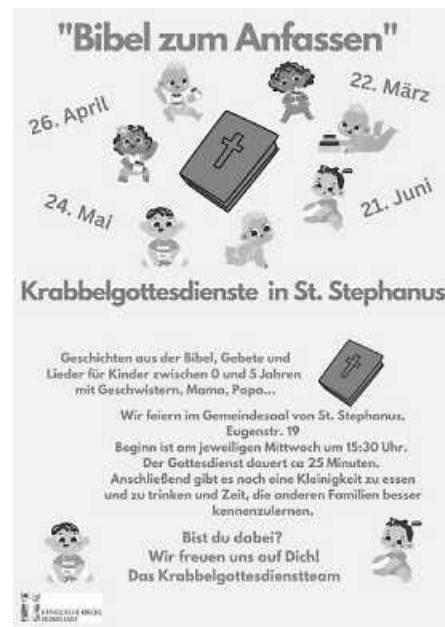 "Bibel zum Anfassen"
26. April
22. März
24. Mai
21. Juni
Krabbelgottesdienste in St. Stephanus
Geschichten aus der Bibel, Gebete und
Lieder für Kinder zwischen 0 und 5 Jahren
mit Geschwistern, Mama, Papa...
Wir feiern im Gemeindesaal von St. Stephanus,
Eugenstr. 19
Beginn ist am jeweiligen Mittwoch um 15:30 Uhr.
Der Gottesdienst dauert ca 25 Minuten.
Anschließend gibt es noch eine Kleinigkeit zu essen
und zu trinken und Zeit, die anderen Familien besser
kennenzulernen.
Bist du dabei?
Wir freuen uns auf Dich!
Das Krabbelgottesdienstteam
KATHOLISCHE KIRCHE